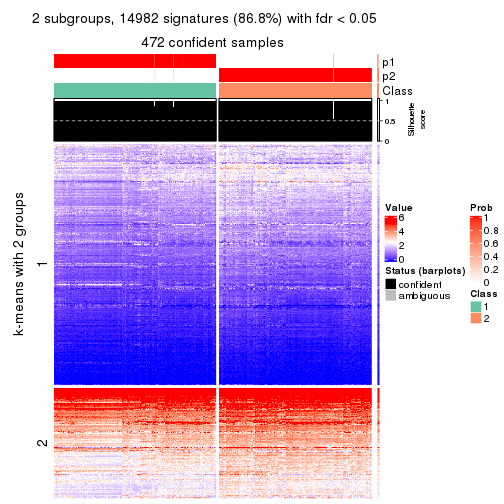 2 subgroups, 14982 signatures (86.8%) with fdr < 0.05
472 confident samples
p1
p2
Class
1
0.5
0
Silhouette
score
k-means with 2 groups
1
2
Value
6
4
2
0
Status (barplots)
confident
ambiguous
Prob
1
0.8
0.6
0.4
0.2
0
Class
1
2